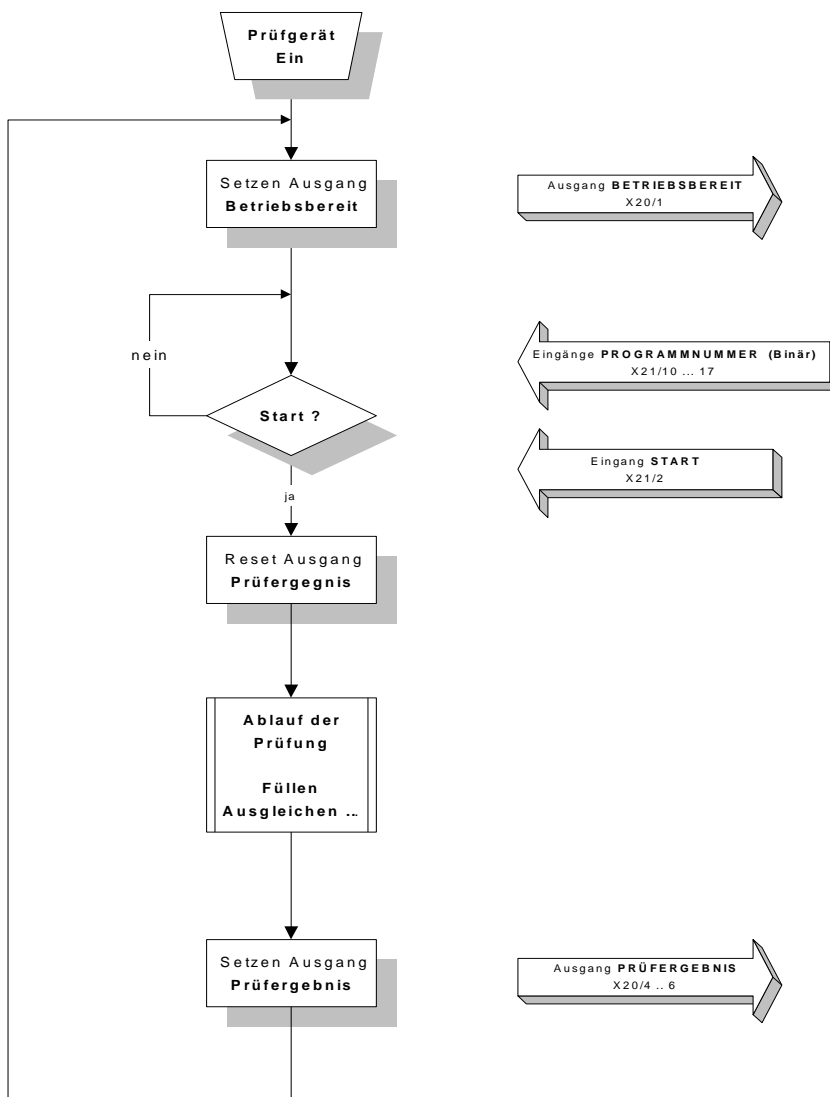 Prüfgerät
Ein
Setzen Ausgang
Betriebsbereit
Ausgang BETRIEBSBEREIT
X20/1
nein
Eingänge PROGRAMMNUMMER (Binär)
X21/10 ... 17
Start ?
Eingang START
X21/2
ja
Reset Ausgang
Prüfergegnis
Ablauf der
Prüfung
Füllen
Ausgleichen ...
Setzen Ausgang
Prüfergebnis
Ausgang PRÜFERGEBNIS
X20/4 .. 6